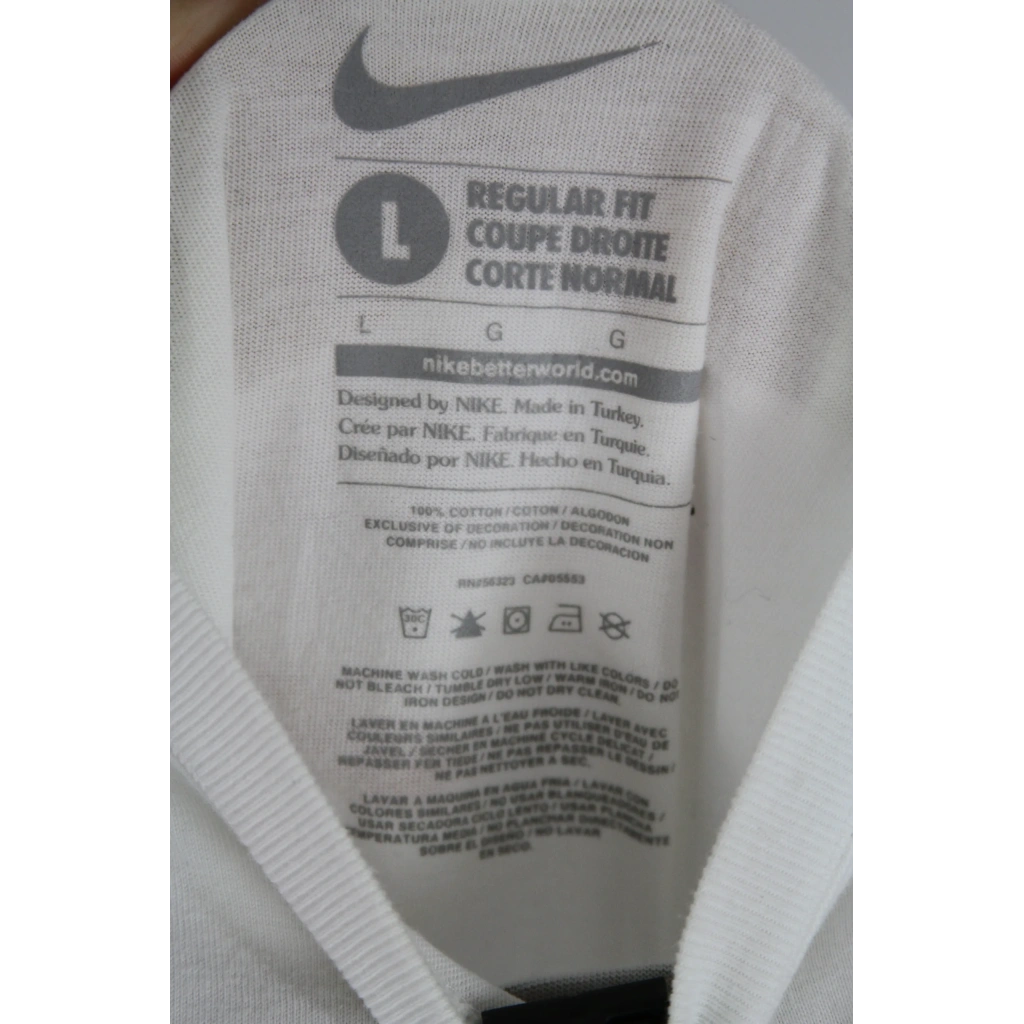 L
REGULAR FIT
COUPE DROITE
CORTE NORMAL
L G G
nikebetterworld.com
Designed by NIKE. Made in Turkey.
Crée par NIKE. Fabrique en Turquie.
Diseñado por NIKE. Hecho en Turquia.
100% COTTON / COTON / ALGODON
EXCLUSIVE OF DECORATION / DECORATION NON
COMPRISE / NO INCLUYE LA DECORACION
RN#56323 CA#05553
30C
MACHINE WASH COLD / WASH WITH LIKE COLORS / DO
NOT BLEACH / TUMBLE DRY LOW / WARM IRON / DO NOT
IRON DESIGN / DO NOT DRY CLEAN.
LAVER EN MACHINE A L'EAU FROIDE / LAVER AVEC
COULEURS SIMILAIRES / NE PAS UTILISER D'EAU DE
JAVEL / SECHER EN MACHINE CYCLE DELICAT /
REPASSER FER TIEDE / NE PAS REPASSER LE DESSIN /
NE PAS NETTOYER A SEC.
LAVAR A MAQUINA EN AGUA FRIA / LAVAR CON
COLORES SIMILARES / NO USAR BLANQUEADORES /
USAR SECADORA CICLO LENTO / USAR PLANCHA
TEMPERATURA MEDIA / NO PLANCHAR DIRECTAMENTE
SOBRE EL DISEÑO / NO LAVAR
EN SECO.